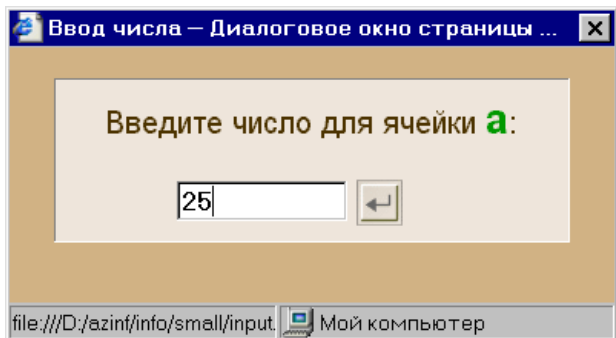 Ввод числа – Диалоговое окно страницы ...
Введите число для ячейки a:
25
file:///D:/azinf/info/small/input. Мой компьютер